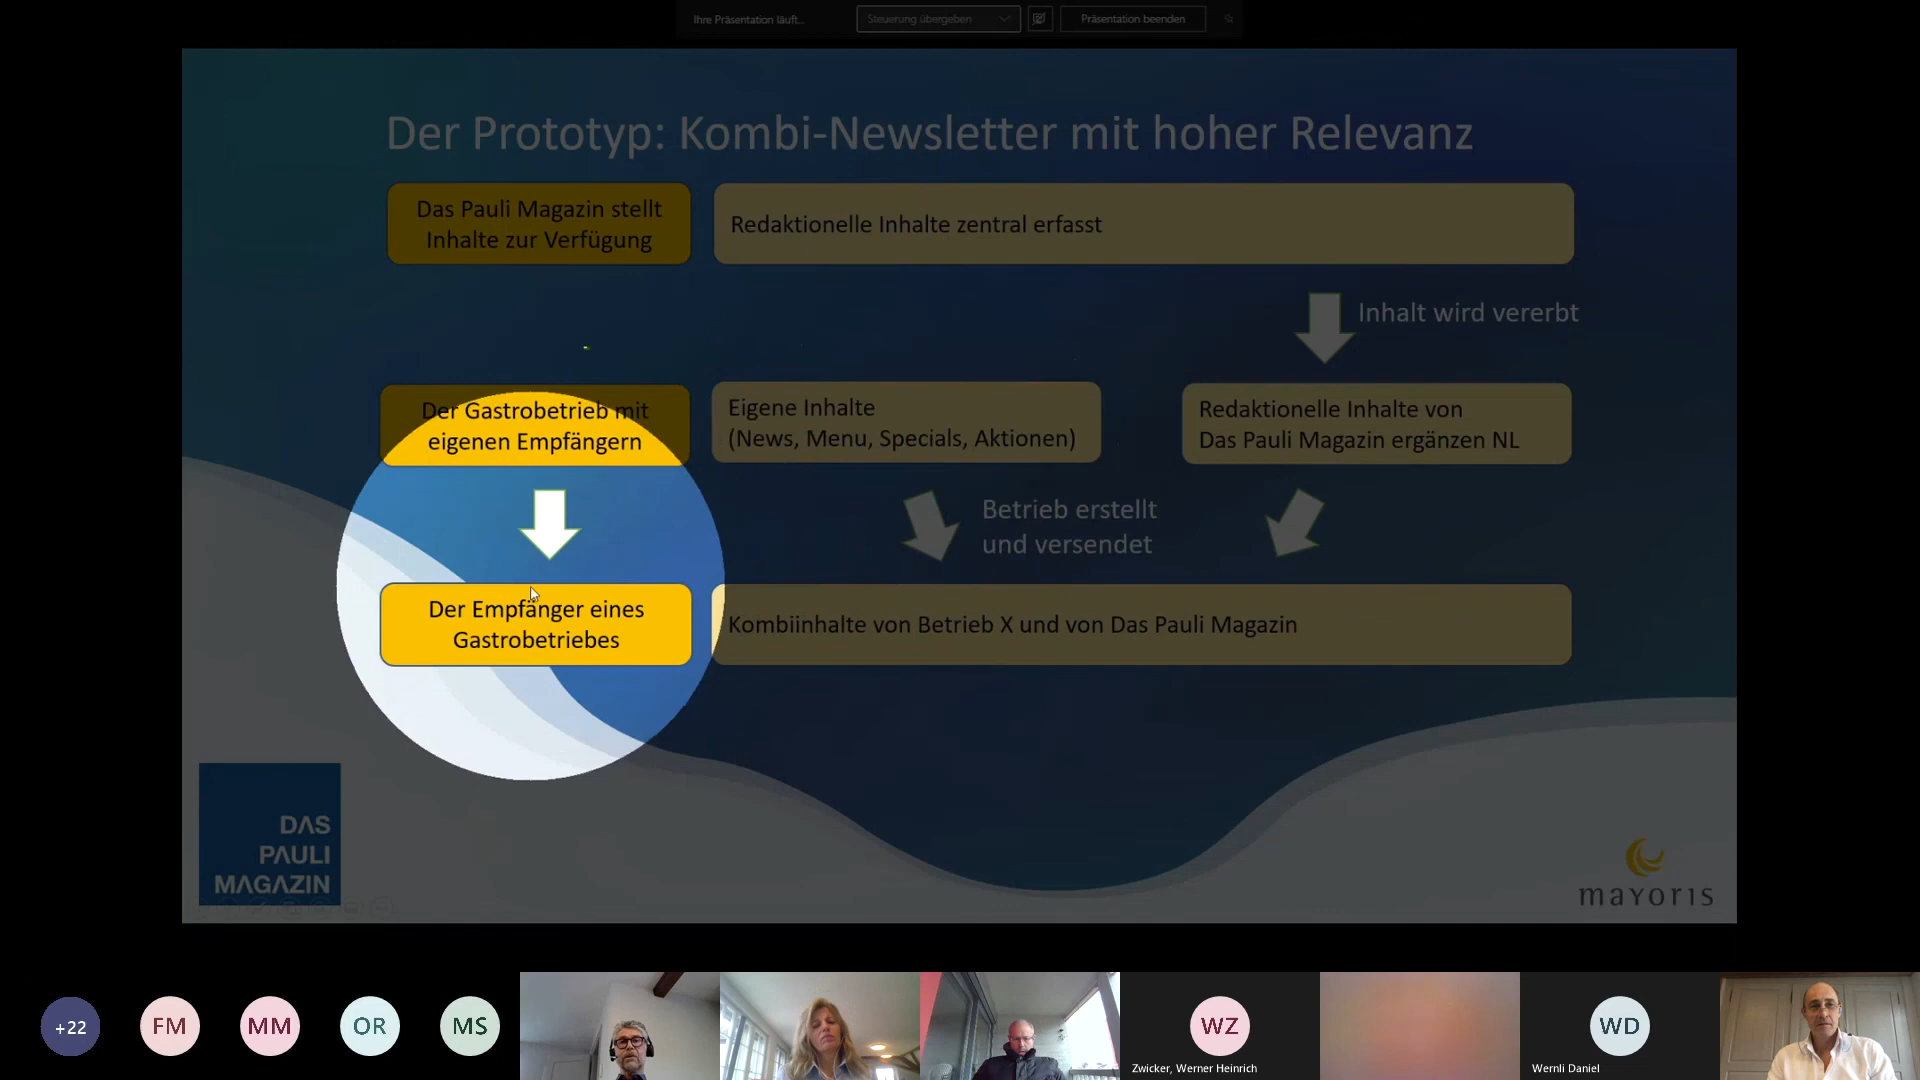 Ihre Präsentation läuft...
Steuerung übergeben
Präsentation beenden
Der Prototyp: Kombi-Newsletter mit hoher Relevanz
Das Pauli Magazin stellt
Inhalte zur Verfügung
Redaktionelle Inhalte zentral erfasst
Inhalt wird vererbt
Der Gastrobetrieb mit
eigenen Empfängern
Eigene Inhalte
(News, Menu, Specials, Aktionen)
Redaktionelle Inhalte von
Das Pauli Magazin ergänzen NL
Betrieb erstellt
und versendet
Der Empfänger eines
Gastrobetriebes
Kombiinhalte von Betrieb X und von Das Pauli Magazin
DAS
PAULI
MAGAZIN
mayoris
+22
FM
MM
OR
MS
WZ
Zwicker, Werner Heinrich
WD
Wernli Daniel